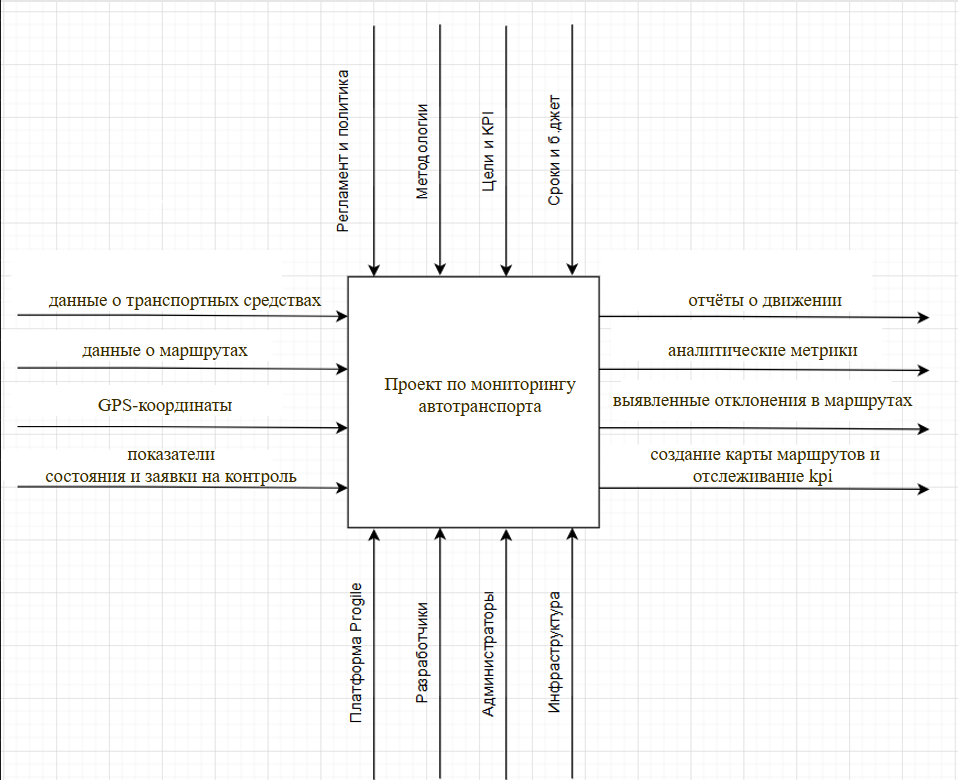 Регламент и политика
Методологии
Цели и KPI
Сроки и б джет
данные о транспортных средствах
данные о маршрутах
GPS-координаты
показатели
состояния и заявки на контроль
Проект по мониторингу
автотранспорта
отчёты о движении
аналитические метрики
выявленные отклонения в маршрутах
создание карты маршрутов и
отслеживание kpi
Платформа Progile
Разработчики
Администраторы
Инфраструктура